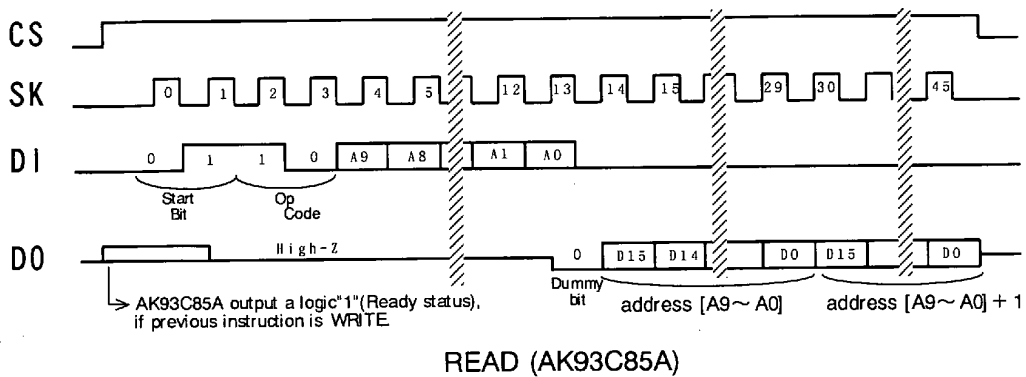 CS
SK 0 1 2 3 4 5 12 13 14 15 29 30 45
DI 0 1 1 0 A9 A8 A1 A0
Start Bit
Op Code
DO High-Z 0 D15 D14 D0 D15 D0
Dummy bit
address [A9~A0]
address [A9~A0]+1
AK93C85A output a logic"1"(Ready status),
if previous instruction is WRITE.
READ (AK93C85A)